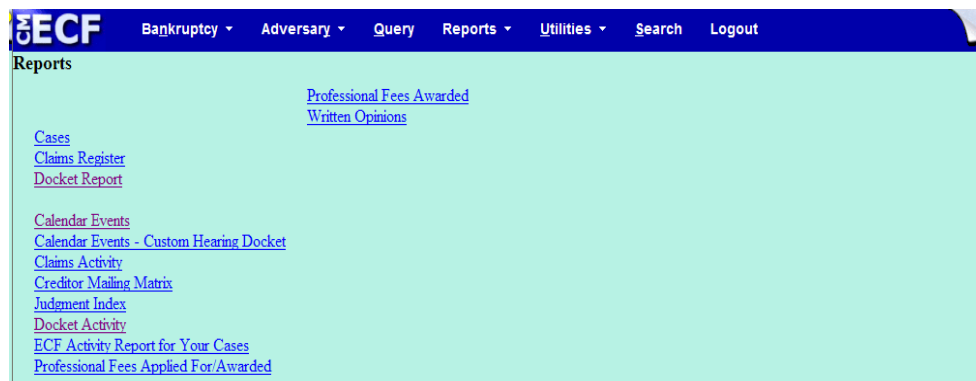 CM ECF Bankruptcy Adversary Query Reports Utilities Search Logout
Reports
Professional Fees Awarded
Written Opinions
Cases
Claims Register
Docket Report
Calendar Events
Calendar Events - Custom Hearing Docket
Claims Activity
Creditor Mailing Matrix
Judgment Index
Docket Activity
ECF Activity Report for Your Cases
Professional Fees Applied For/Awarded